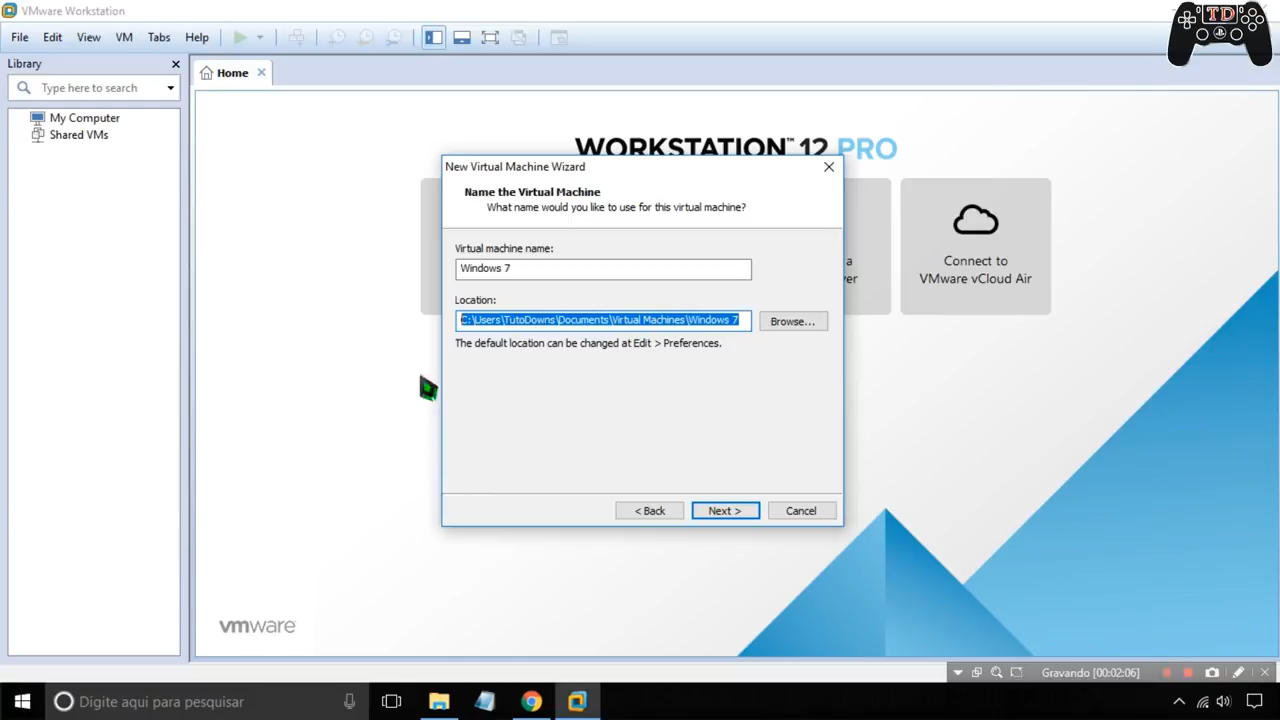 VMware Workstation
TD
File Edit View VM Tabs Help
Library
Home
Type here to search
My Computer
Shared VMs
WORKSTATION™ 12 PRO
New Virtual Machine Wizard
Name the Virtual Machine
What name would you like to use for this virtual machine?
Virtual machine name:
Windows 7
a
Connect to
VMware vCloud Air
Location:
C:\Users\TutoDowns\Documents\Virtual Machines\Windows 7
Browse...
The default location can be changed at Edit > Preferences.
< Back Next > Cancel
vmware
Gravando [00:02:06]
Digite aqui para pesquisar